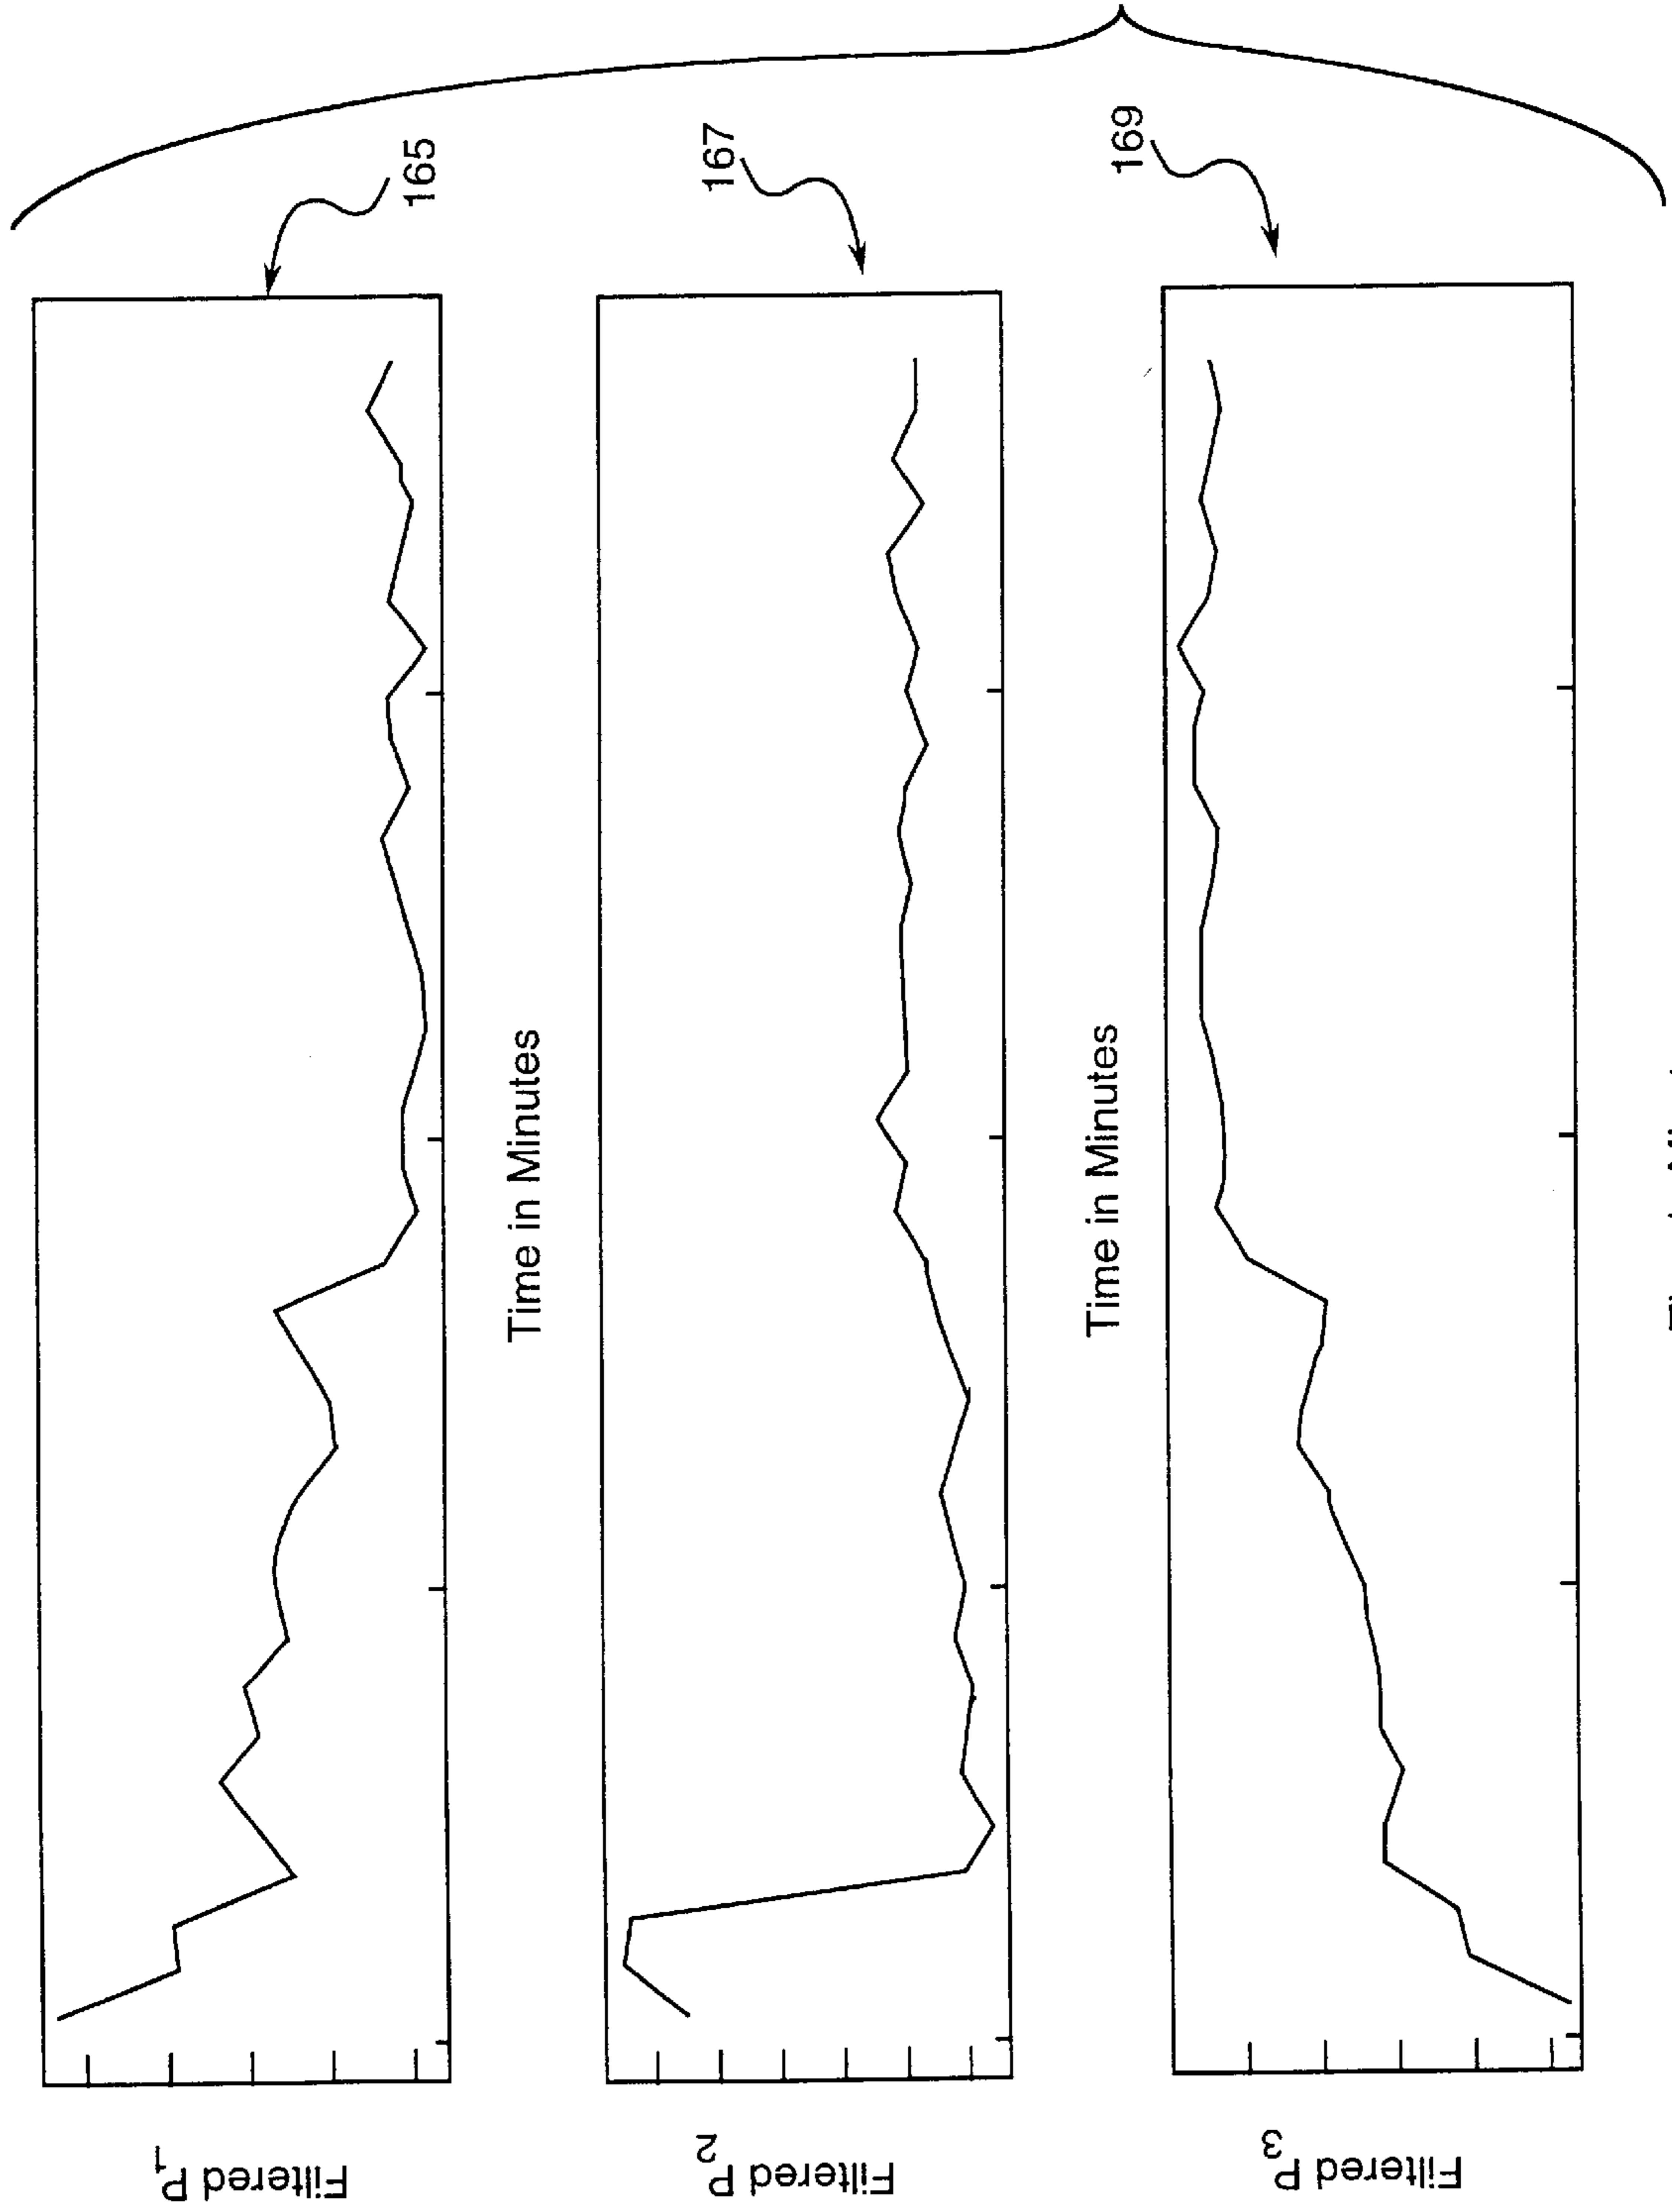 Filtered P1
165
Time in Minutes
Filtered P2
167
Time in Minutes
Filtered P3
169